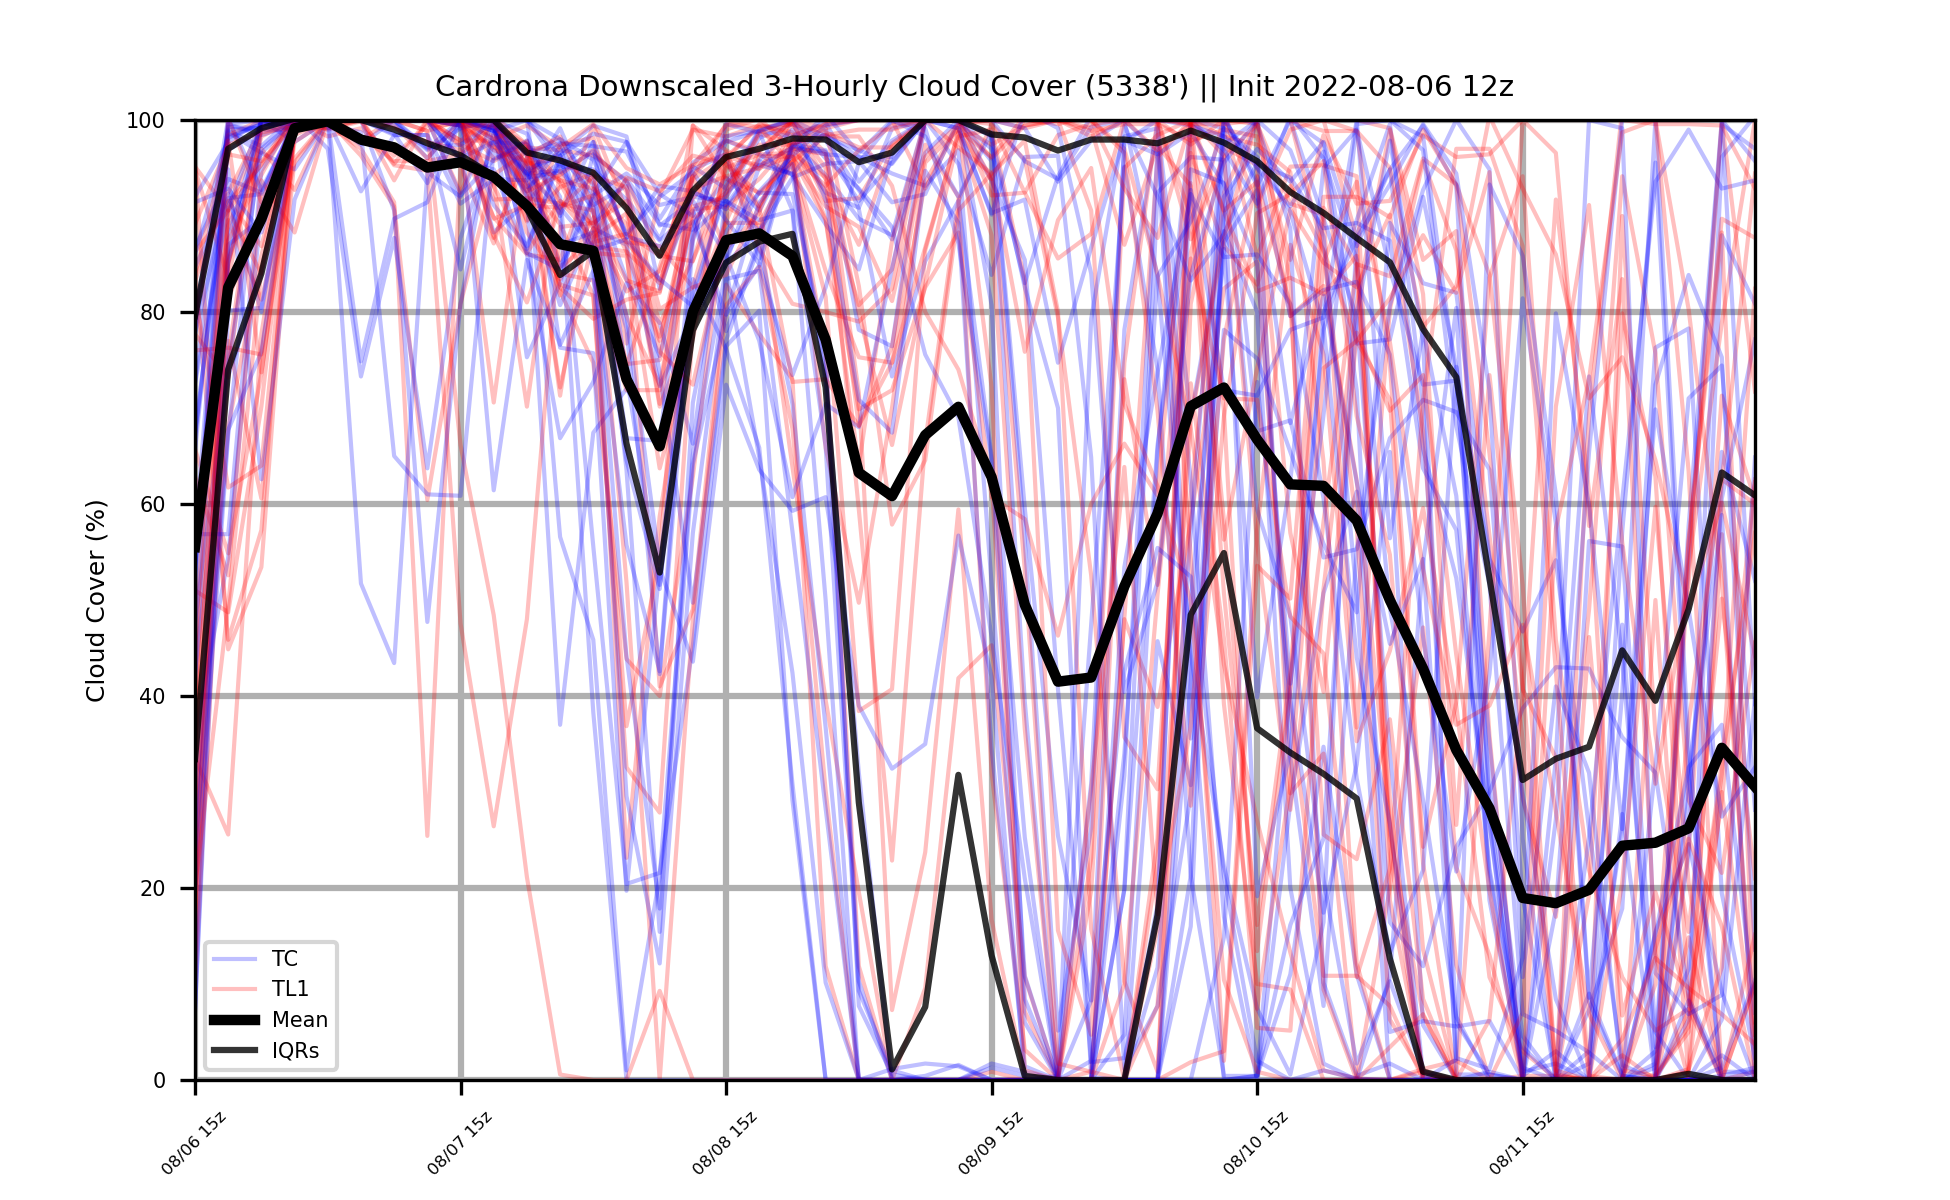 Cardrona Downscaled 3-Hourly Cloud Cover (5338') || Init 2022-08-06 12z
100
80
60
40
20
0
Cloud Cover (%)
TC
TL1
Mean
IQRs
08/06 15z
08/07 15z
08/08 15z
08/09 15z
08/10 15z
08/11 15z